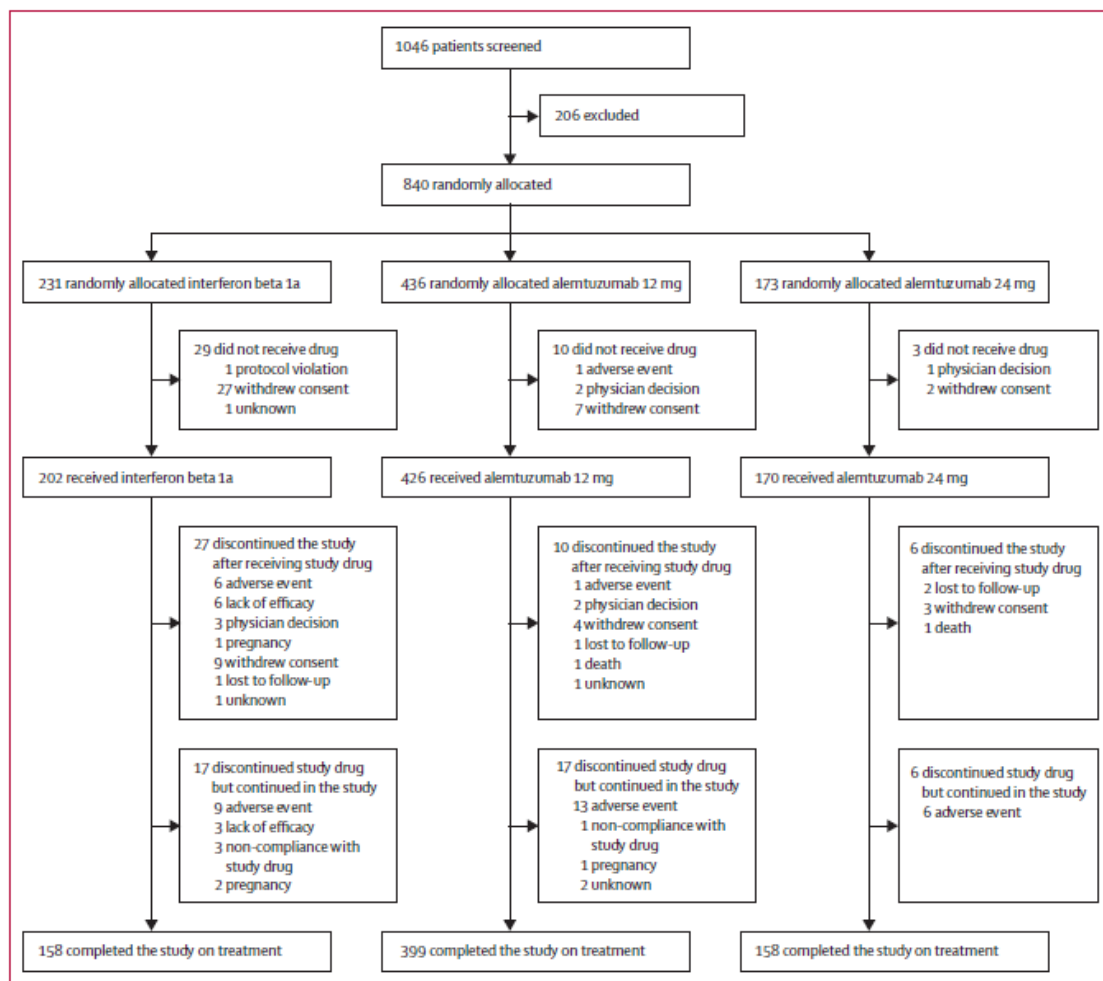 1046 patients screened
206 excluded
840 randomly allocated
231 randomly allocated interferon beta 1a
436 randomly allocated alemtuzumab 12 mg
173 randomly allocated alemtuzumab 24 mg
29 did not receive drug
1 protocol violation
27 withdrew consent
1 unknown
10 did not receive drug
1 adverse event
2 physician decision
7 withdrew consent
3 did not receive drug
1 physician decision
2 withdrew consent
202 received interferon beta 1a
426 received alemtuzumab 12 mg
170 received alemtuzumab 24 mg
27 discontinued the study
after receiving study drug
6 adverse event
6 lack of efficacy
3 physician decision
1 pregnancy
9 withdrew consent
1 lost to follow-up
1 unknown
10 discontinued the study
after receiving study drug
1 adverse event
2 physician decision
4 withdrew consent
1 lost to follow-up
1 death
1 unknown
6 discontinued the study
after receiving study drug
2 lost to follow-up
3 withdrew consent
1 death
17 discontinued study drug
but continued in the study
9 adverse event
3 lack of efficacy
3 non-compliance with
study drug
2 pregnancy
17 discontinued study drug
but continued in the study
13 adverse event
1 non-compliance with
study drug
1 pregnancy
2 unknown
6 discontinued study drug
but continued in the study
6 adverse event
158 completed the study on treatment
399 completed the study on treatment
158 completed the study on treatment